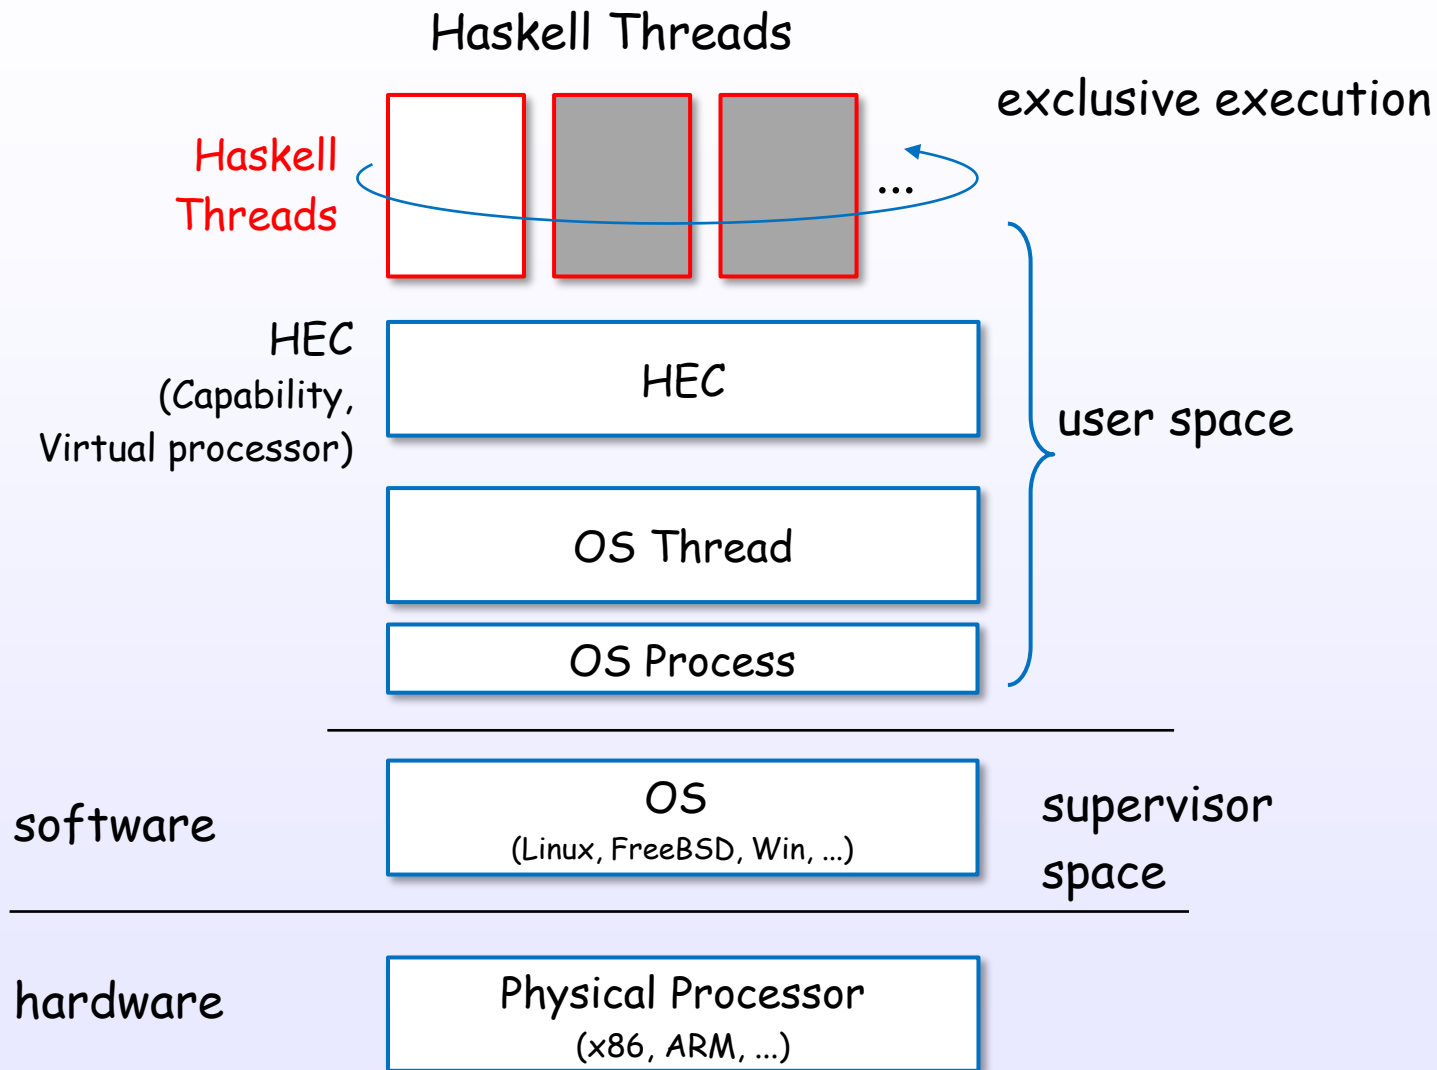 Haskell Threads
exclusive execution
Haskell
Threads
...
HEC
(Capability,
Virtual processor)
HEC
user space
OS Thread
OS Process
software
OS
(Linux, FreeBSD, Win, ...)
supervisor
space
hardware
Physical Processor
(x86, ARM, ...)